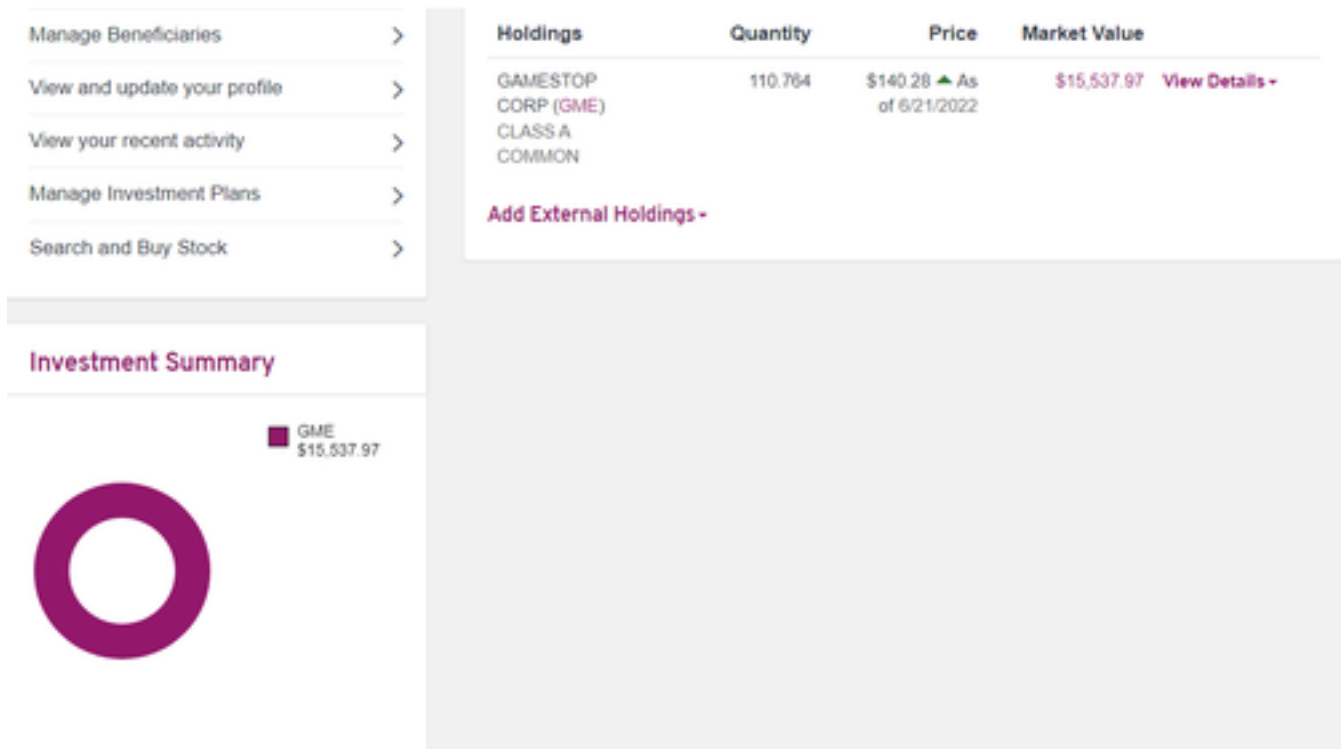 Manage Beneficiaries
View and update your profile
View your recent activity
Manage Investment Plans
Search and Buy Stock
Holdings Quantity Price Market Value
GAMESTOP 110.764 $140.28 ▲ As $15,537.97 View Details
CORP (GME) of 6/21/2022
CLASS A
COMMON
Add External Holdings
Investment Summary
GME
$15,537.97